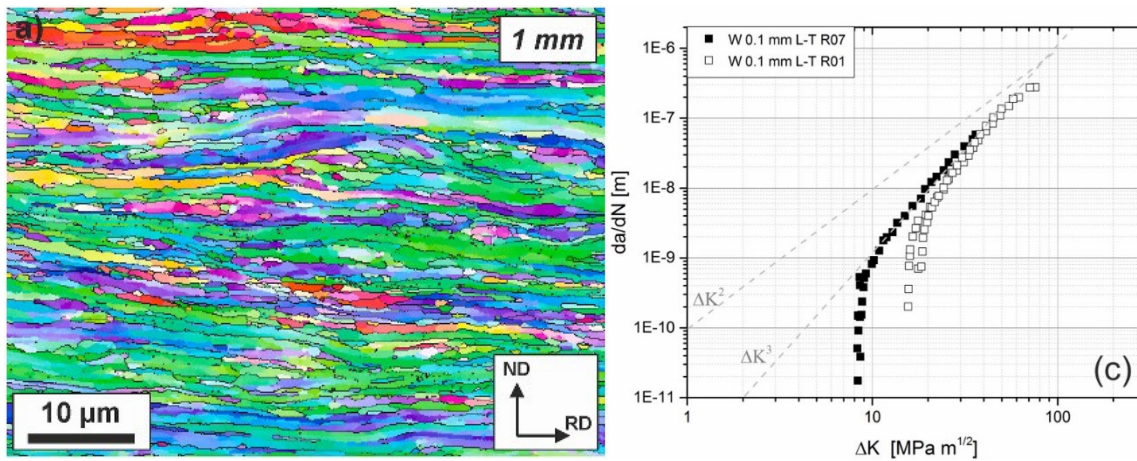 a)
1 mm
ND
RD
10 µm
W 0.1 mm L-T R07
W 0.1 mm L-T R01
1E-6
1E-7
1E-8
1E-9
1E-10
1E-11
da/dN [m]
ΔK²
ΔK³
(c)
1
10
100
ΔK [MPa m^1/2]